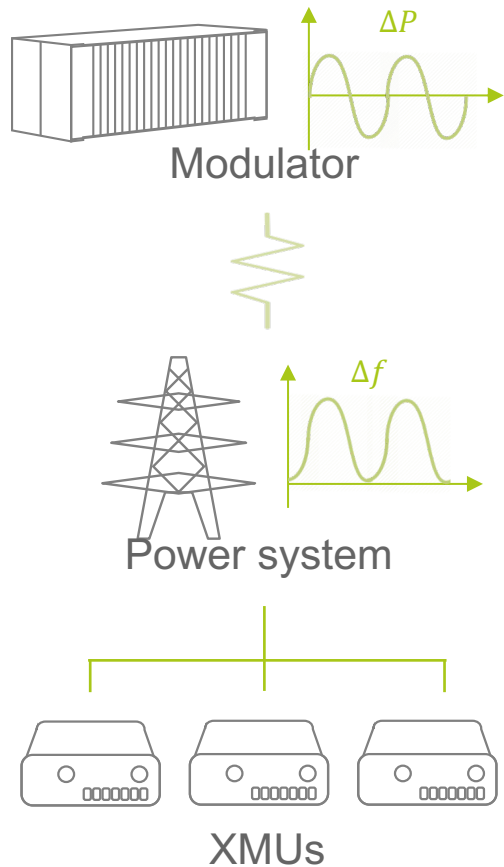 ΔP
Modulator
Δf
Power system
XMUs